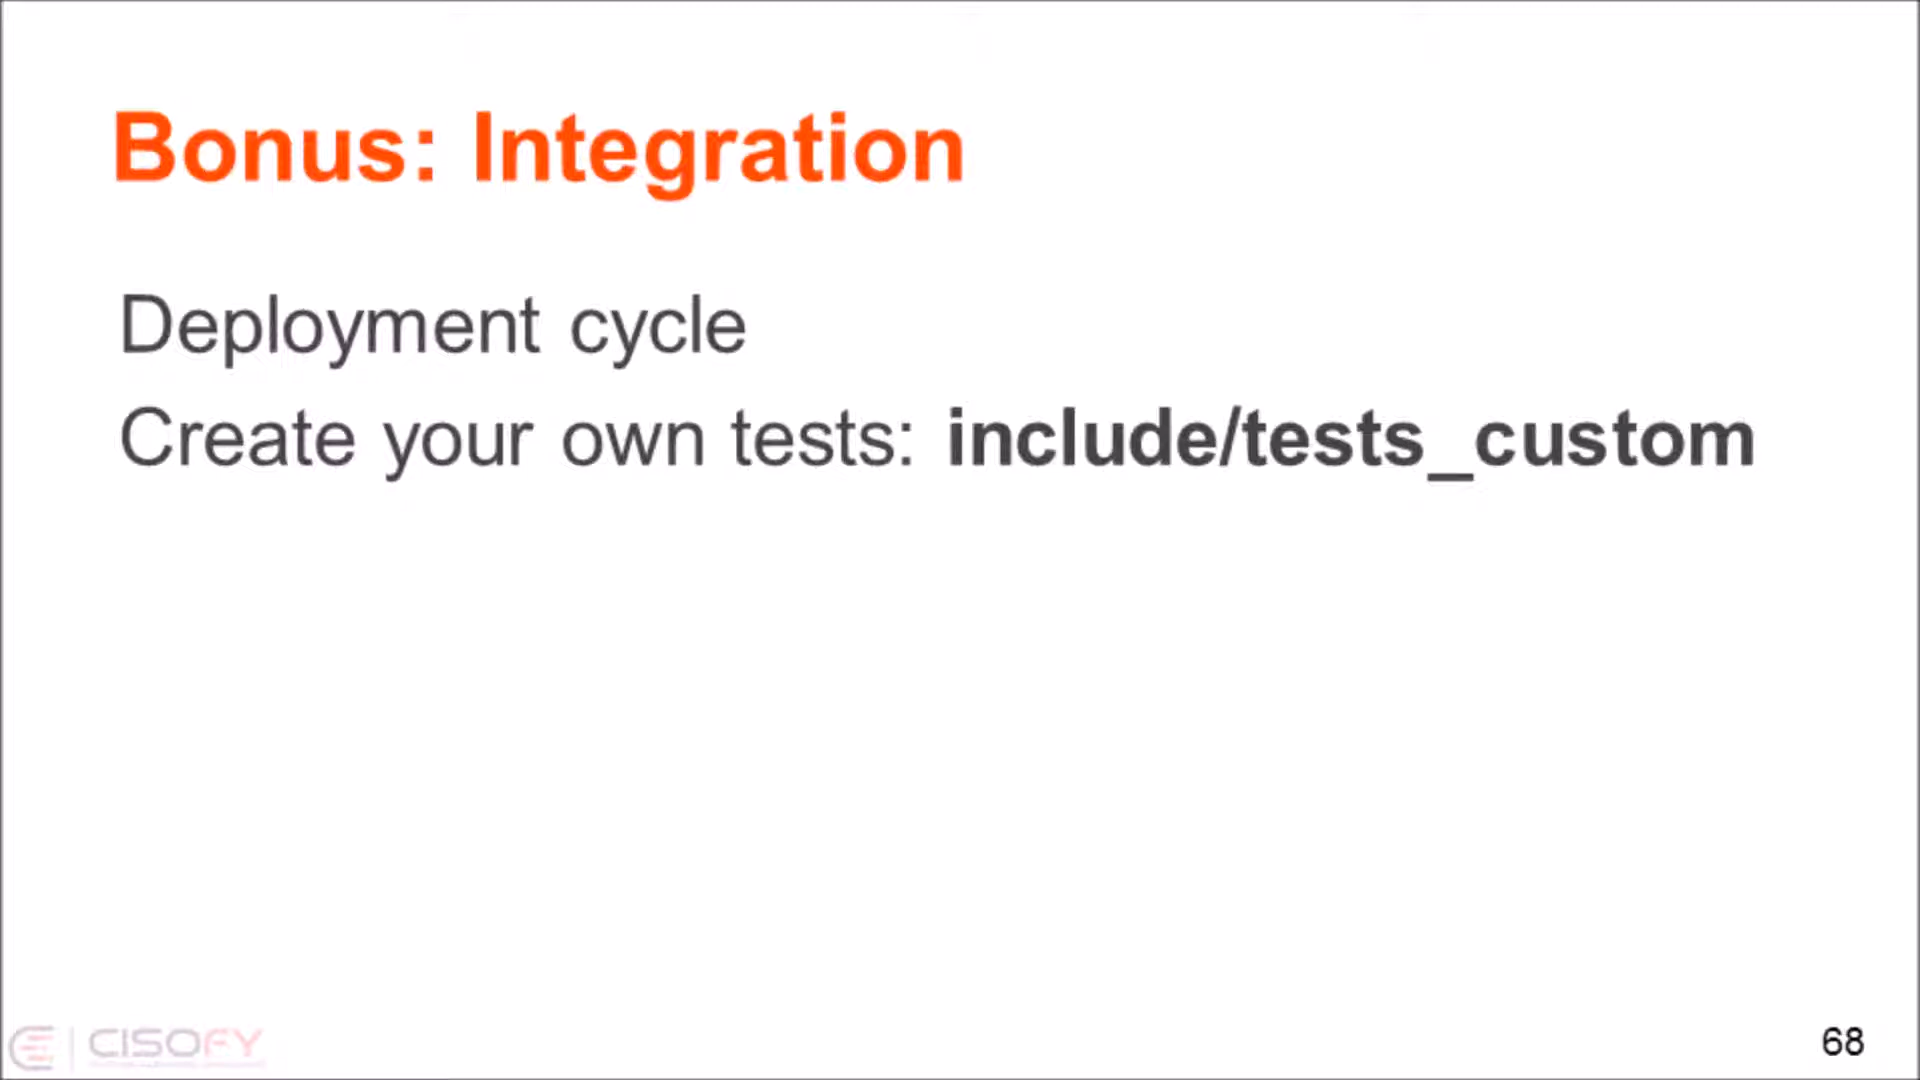 Bonus: Integration
Deployment cycle
Create your own tests: include/tests_custom
CISOFY
68